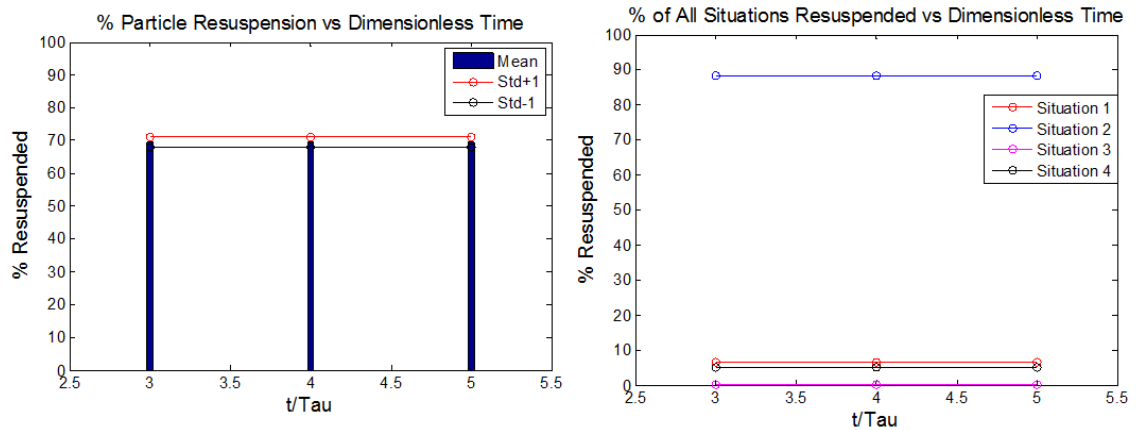 % Particle Resuspension vs Dimensionless Time
100
90
80
70
60
50
40
30
20
10
0
% Resuspended
Mean
Std+1
Std-1
2.5 3 3.5 4 4.5 5 5.5
t/Tau
% of All Situations Resuspended vs Dimensionless Time
100
90
80
70
60
50
40
30
20
10
0
% Resuspended
Situation 1
Situation 2
Situation 3
Situation 4
2.5 3 3.5 4 4.5 5 5.5
t/Tau